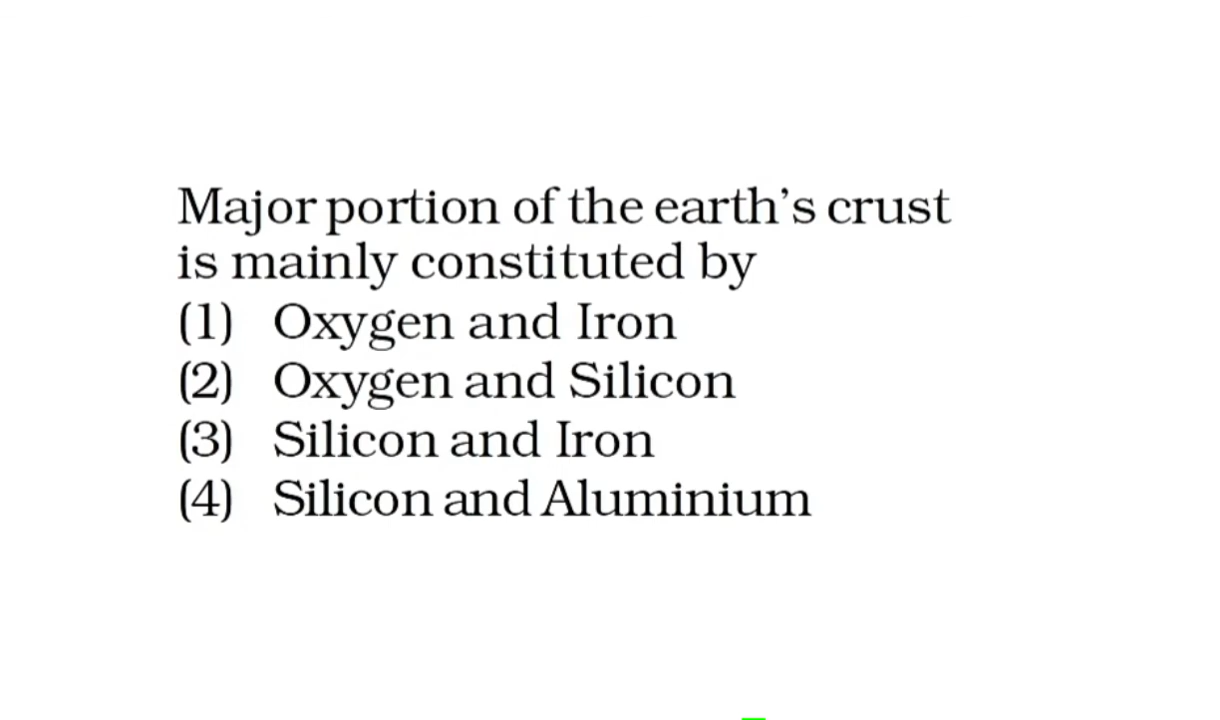 Major portion of the earth’s crust
is mainly constituted by
(1) Oxygen and Iron
(2) Oxygen and Silicon
(3) Silicon and Iron
(4) Silicon and Aluminium